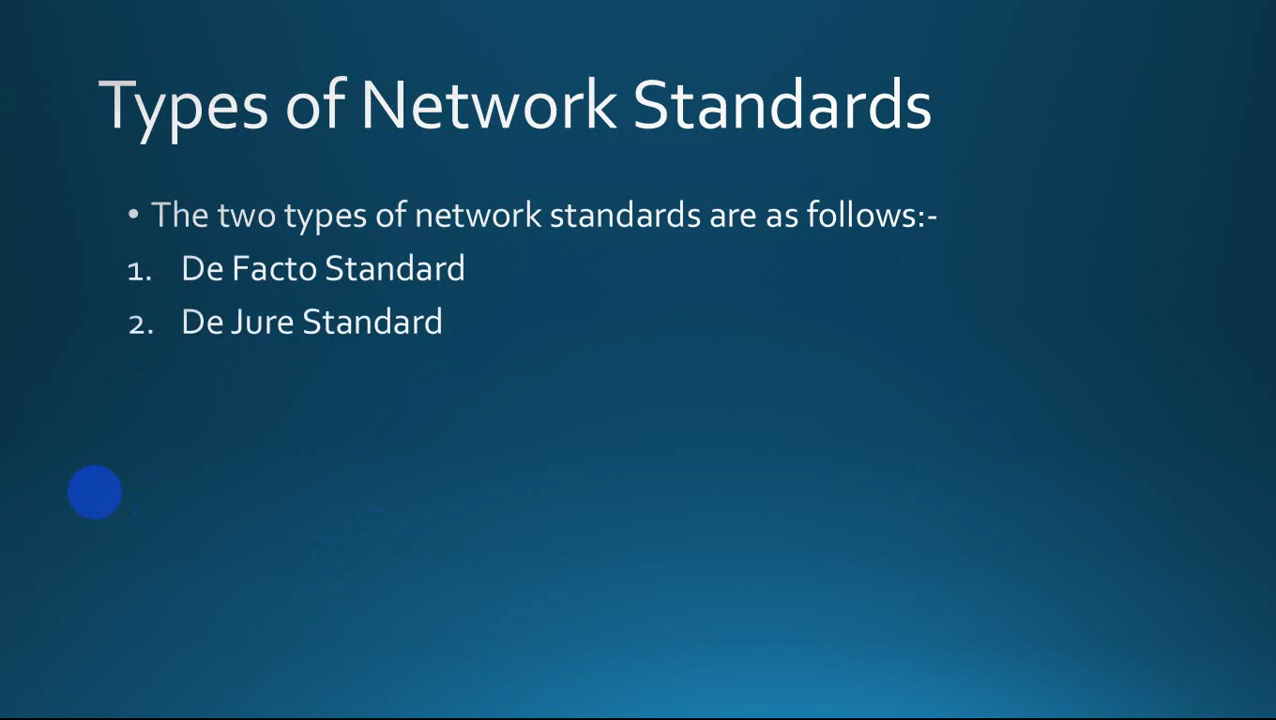 Types of Network Standards
• The two types of network standards are as follows:-
1. De Facto Standard
2. De Jure Standard